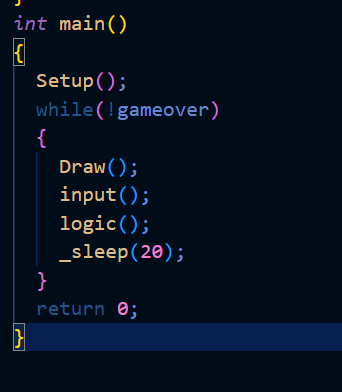 }
int main()
{
  Setup();
  while(!gameover)
  {
    Draw();
    input();
    logic();
    _sleep(20);
  }
  return 0;
}